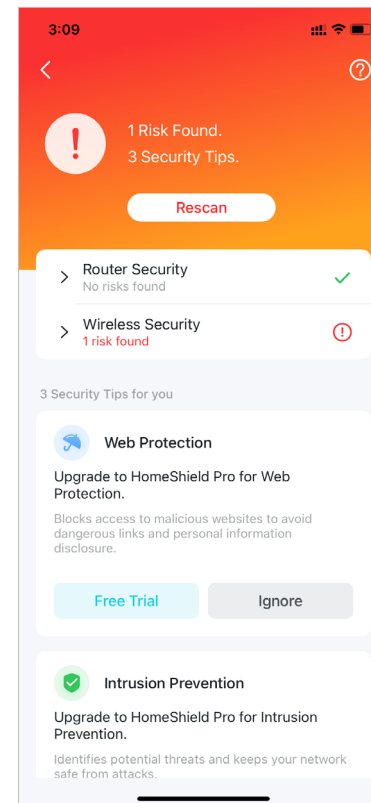 3:09
1 Risk Found.
3 Security Tips.
Rescan
Router Security
No risks found
Wireless Security
1 risk found
3 Security Tips for you
Web Protection
Upgrade to HomeShield Pro for Web
Protection.
Blocks access to malicious websites to avoid
dangerous links and personal information
disclosure.
Free Trial
Ignore
Intrusion Prevention
Upgrade to HomeShield Pro for Intrusion
Prevention.
Identifies potential threats and keeps your network
safe from attacks.